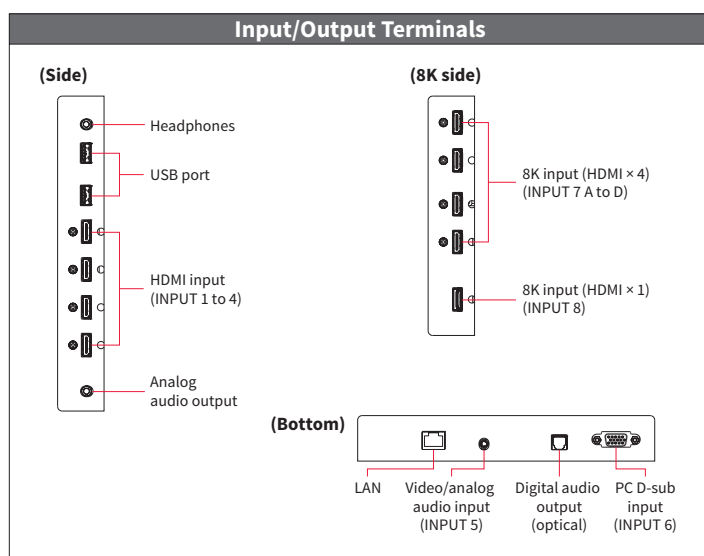 Input/Output Terminals
(Side)
Headphones
USB port
HDMI input
(INPUT 1 to 4)
Analog
audio output
(8K side)
8K input (HDMI × 4)
(INPUT 7 A to D)
8K input (HDMI × 1)
(INPUT 8)
(Bottom)
LAN
Video/analog
audio input
(INPUT 5)
Digital audio
output
(optical)
PC D-sub
input
(INPUT 6)